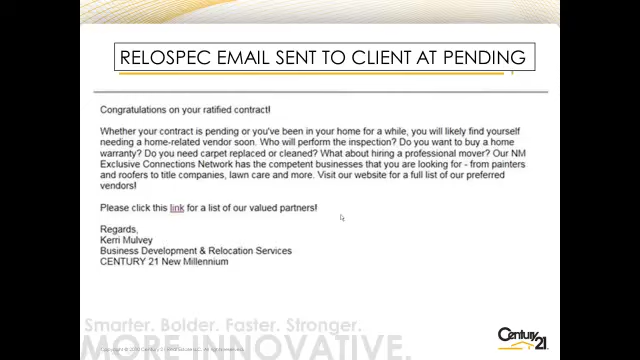 RELOSPEC EMAIL SENT TO CLIENT AT PENDING
Congratulations on your ratified contract!
Whether your contract is pending or you've been in your home for a while, you will likely find yourself
needing a home-related vendor soon. Who will perform the inspection? Do you want to buy a home
warranty? Do you need carpet replaced or cleaned? What about hiring a professional mover? Our NM
Exclusive Connections Network has the competent businesses that you are looking for - from painters
and roofers to title companies, lawn care and more. Visit our website for a full list of our preferred
vendors!
Please click this link for a list of our valued partners!
Regards,
Kerri Mulvey
Business Development & Relocation Services
CENTURY 21 New Millennium
Smarter. Bolder. Faster. Stronger.
MORE INNOVATIVE.
Century 21